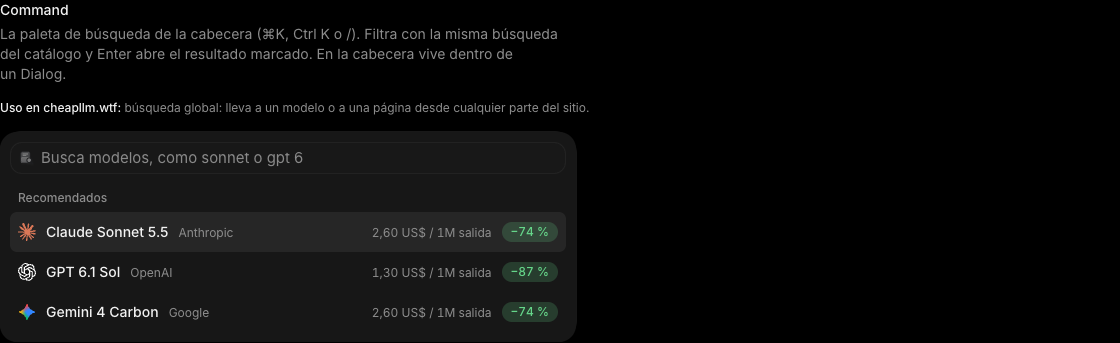 Command
La paleta de búsqueda de la cabecera (⌘K, Ctrl K o /). Filtra con la misma búsqueda
del catálogo y Enter abre el resultado marcado. En la cabecera vive dentro de
un Dialog.
Uso en cheapllm.wtf: búsqueda global: lleva a un modelo o a una página desde cualquier parte del sitio.
Busca modelos, como sonnet o gpt 6
Recomendados
Claude Sonnet 5.5 Anthropic 2,60 US$ / 1M salida −74 %
GPT 6.1 Sol OpenAI 1,30 US$ / 1M salida −87 %
Gemini 4 Carbon Google 2,60 US$ / 1M salida −74 %